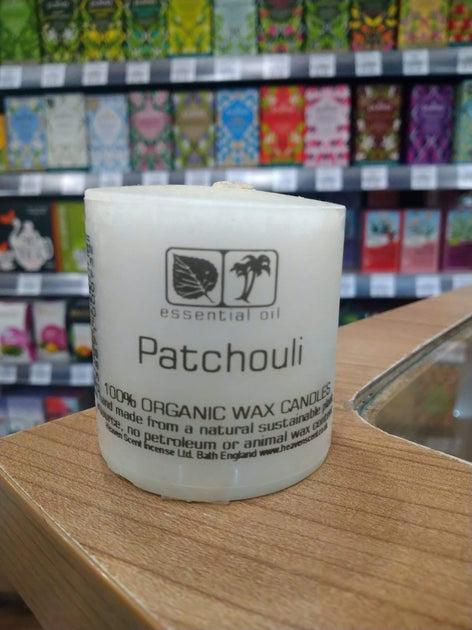 essential oil
Patchouli
100% ORGANIC WAX CANDLES
made from a natural sustainable
no petroleum or animal wax
Heaven Scent Incense Ltd. Bath England www.heavenscent